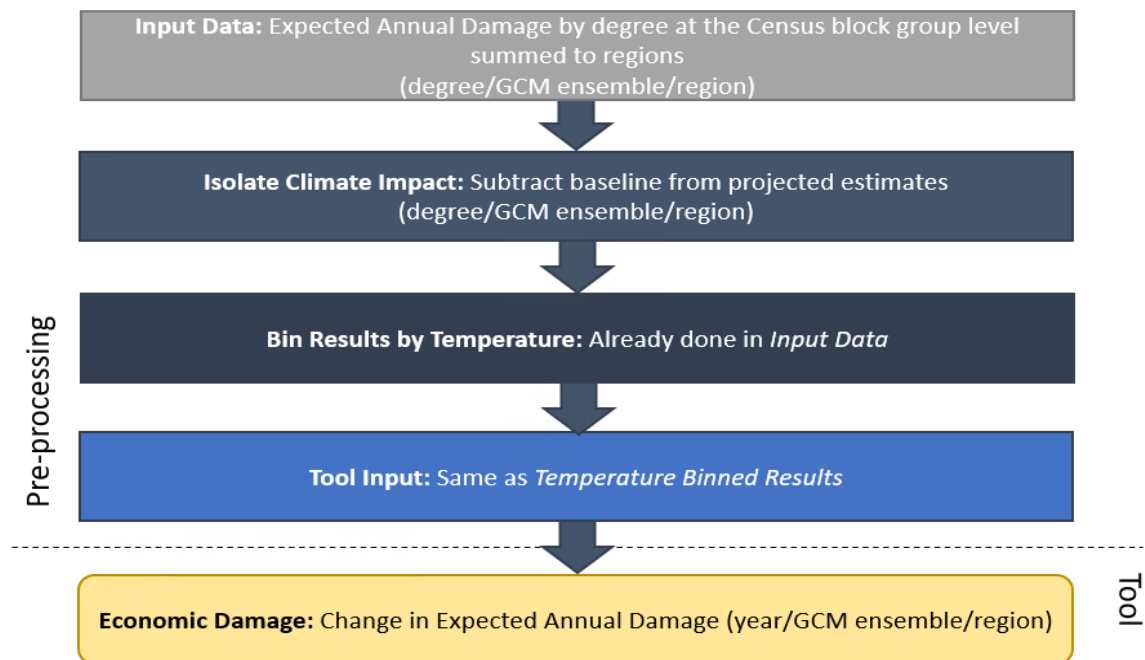 Input Data: Expected Annual Damage by degree at the Census block group level
summed to regions
(degree/GCM ensemble/region)
Isolate Climate Impact: Subtract baseline from projected estimates
(degree/GCM ensemble/region)
Bin Results by Temperature: Already done in Input Data
Pre-processing
Tool Input: Same as Temperature Binned Results
Economic Damage: Change in Expected Annual Damage (year/GCM ensemble/region)
Tool